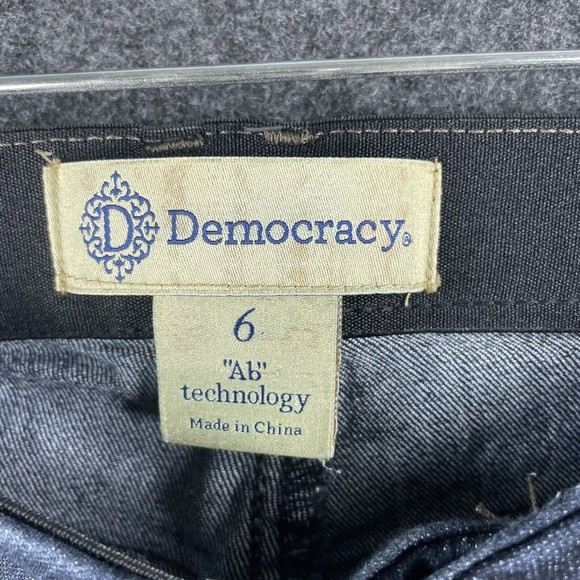 D Democracy®
6
"Ab"
technology
Made in China